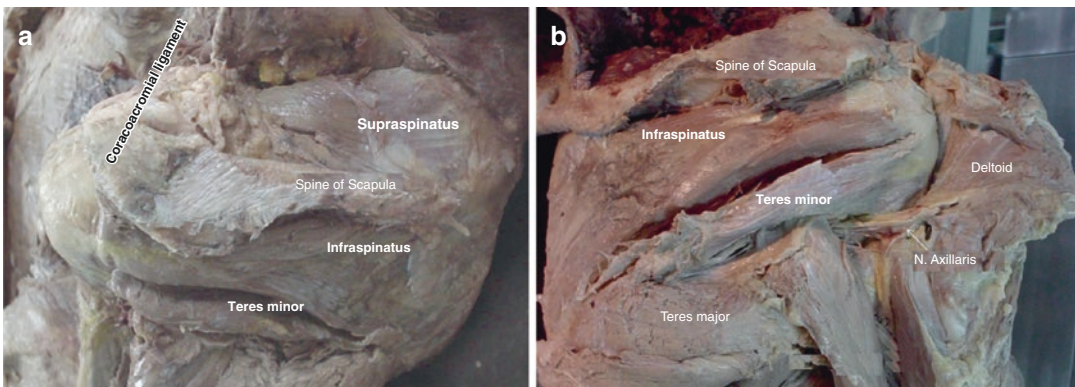 a
Coracoacromial ligament
Supraspinatus
Spine of Scapula
Infraspinatus
Teres minor
b
Spine of Scapula
Infraspinatus
Deltoid
Teres minor
N. Axillaris
Teres major